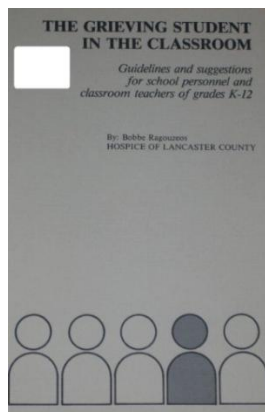 THE GRIEVING STUDENT
IN THE CLASSROOM
Guidelines and suggestions
for school personnel and
classroom teachers of grades K-12
By: Bobbe Ragouzeos
HOSPICE OF LANCASTER COUNTY